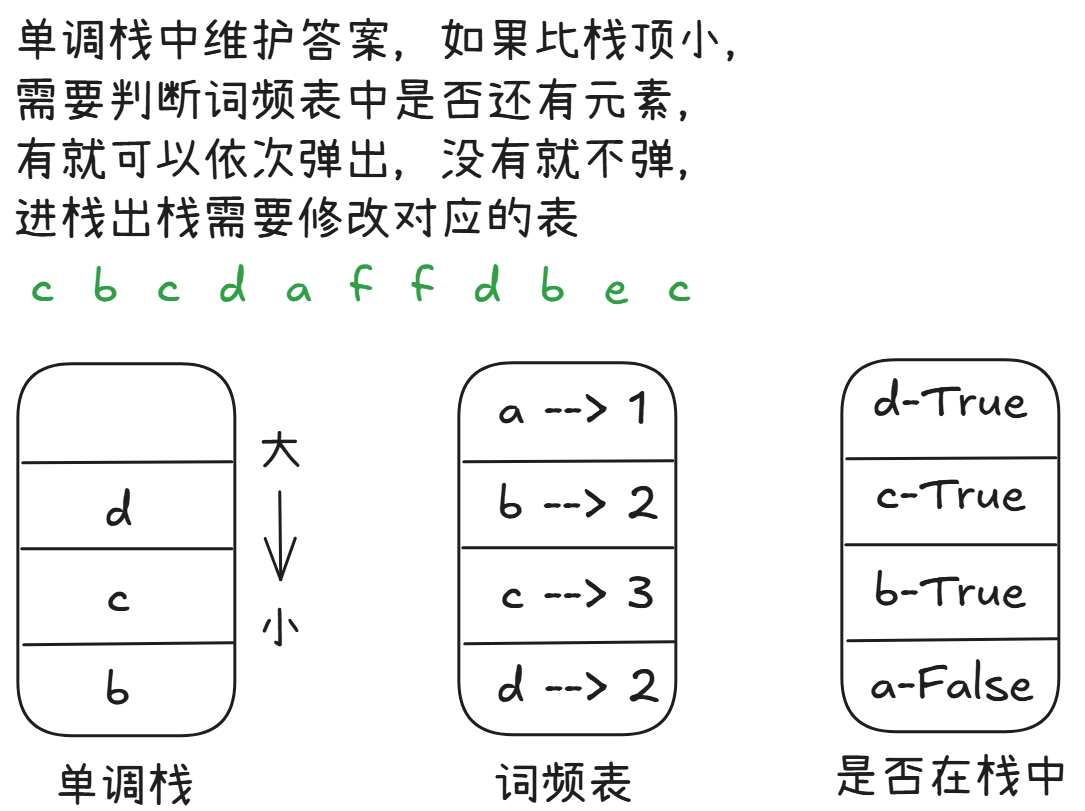 单调栈中维护答案，如果比栈顶小，
需要判断词频表中是否还有元素，
有就可以依次弹出，没有就不弹，
进栈出栈需要修改对应的表
c b c d a f f d b e c
a --> 1
d-True
大
d
b --> 2
c-True
c
c --> 3
b-True
小
b
d --> 2
a-False
单调栈
词频表
是否在栈中